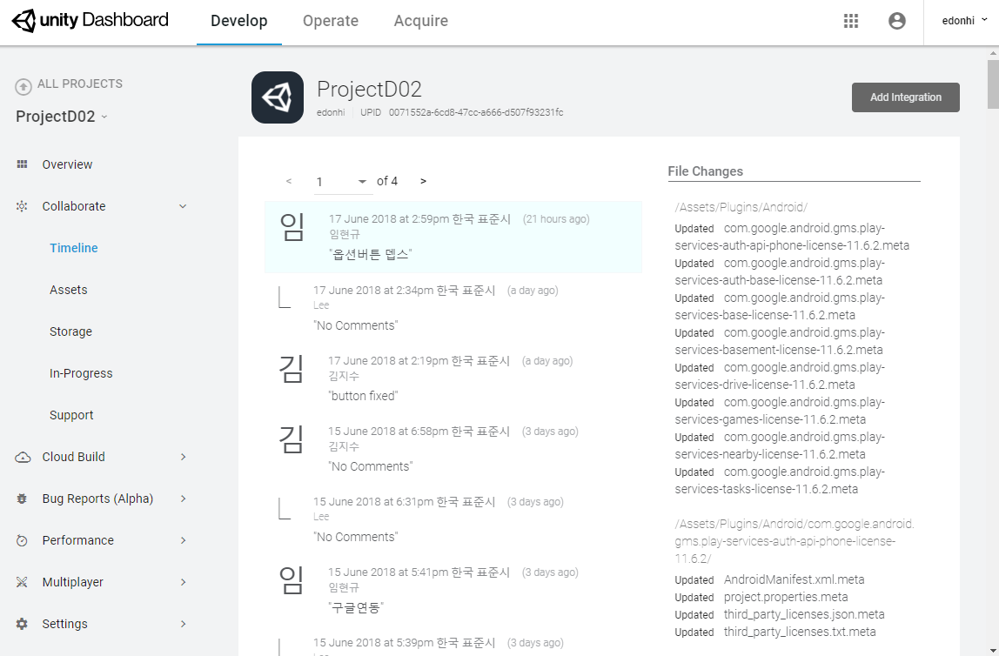 unity Dashboard
Develop
Operate
Acquire
edonhi
ALL PROJECTS
ProjectD02
Overview
Collaborate
Timeline
Assets
Storage
In-Progress
Support
Cloud Build
Bug Reports (Alpha)
Performance
Multiplayer
Settings
ProjectD02
edonhi UPID 0071552a-6cd8-47cc-a666-d507f93231fc
Add Integration
< 1 of 4 >
임
17 June 2018 at 2:59pm 한국 표준시 (21 hours ago)
임현규
"옵션버튼 뎁스"
L
17 June 2018 at 2:34pm 한국 표준시 (a day ago)
Lee
"No Comments"
김
17 June 2018 at 2:19pm 한국 표준시 (a day ago)
김지수
"button fixed"
김
15 June 2018 at 6:58pm 한국 표준시 (3 days ago)
김지수
"No Comments"
L
15 June 2018 at 6:31pm 한국 표준시 (3 days ago)
Lee
"No Comments"
임
15 June 2018 at 5:41pm 한국 표준시 (3 days ago)
임현규
"구글연동"
15 June 2018 at 5:39pm 한국 표준시 (3 days ago)
File Changes
/Assets/Plugins/Android/
Updated com.google.android.gms.play-
services-auth-api-phone-license-11.6.2.meta
Updated com.google.android.gms.play-
services-auth-base-license-11.6.2.meta
Updated com.google.android.gms.play-
services-base-license-11.6.2.meta
Updated com.google.android.gms.play-
services-basement-license-11.6.2.meta
Updated com.google.android.gms.play-
services-drive-license-11.6.2.meta
Updated com.google.android.gms.play-
services-games-license-11.6.2.meta
Updated com.google.android.gms.play-
services-nearby-license-11.6.2.meta
Updated com.google.android.gms.play-
services-tasks-license-11.6.2.meta
/Assets/Plugins/Android/com.google.android.
gms.play-services-auth-api-phone-license-
11.6.2/
Updated AndroidManifest.xml.meta
Updated project.properties.meta
Updated third_party_licenses.json.meta
Updated third_party_licenses.txt.meta